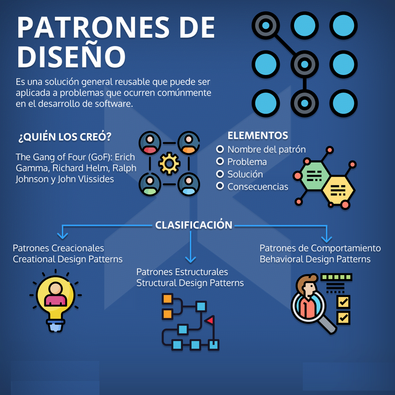 PATRONES DE
DISEÑO
Es una solución general reusable que puede ser
aplicada a problemas que ocurren comúnmente
en el desarrollo de software.
¿QUIÉN LOS CREÓ?
The Gang of Four (GoF): Erich
Gamma, Richard Helm, Ralph
Johnson y John Vlissides
ELEMENTOS
Nombre del patrón
Problema
Solución
Consecuencias
CLASIFICACIÓN
Patrones Creacionales
Creational Design Patterns
Patrones Estructurales
Structural Design Patterns
Patrones de Comportamiento
Behavioral Design Patterns